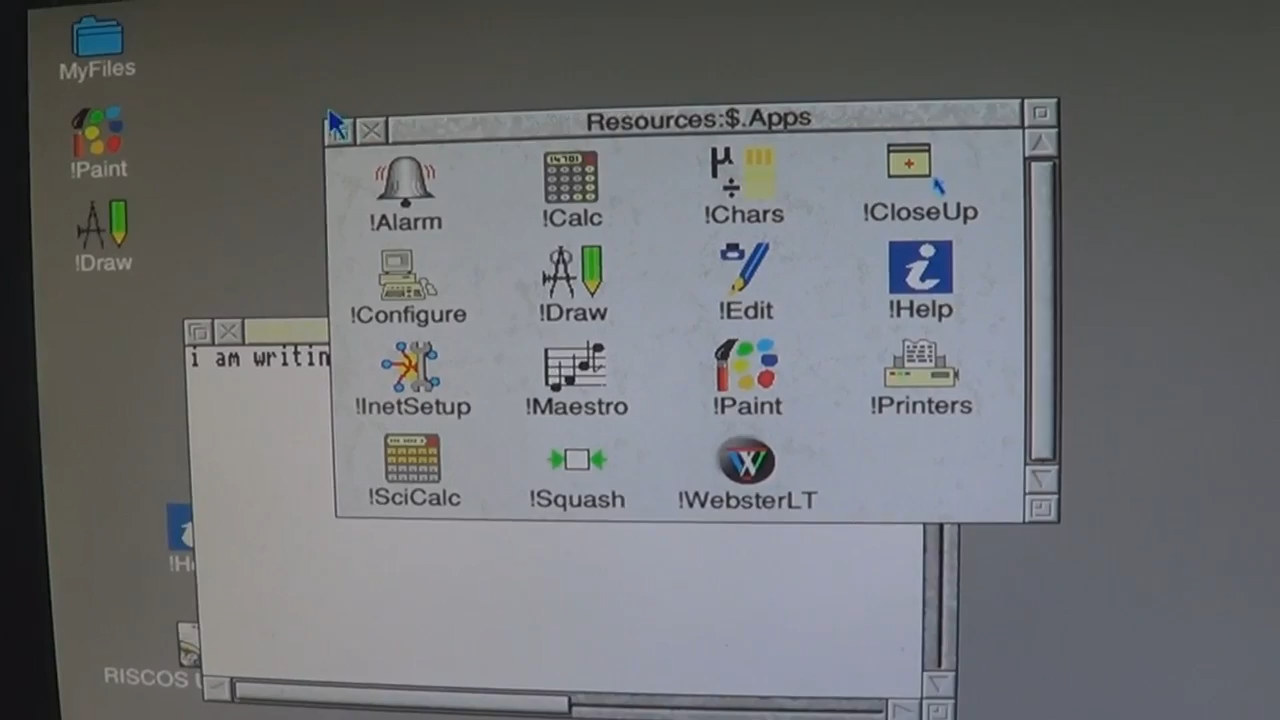 MyFiles
!Paint
!Draw
Resources:$.Apps
!Alarm !Calc !Chars !CloseUp
!Configure !Draw !Edit !Help
!InetSetup !Maestro !Paint !Printers
!SciCalc !Squash !WebsterLT
i am writin
!He
RISCOS